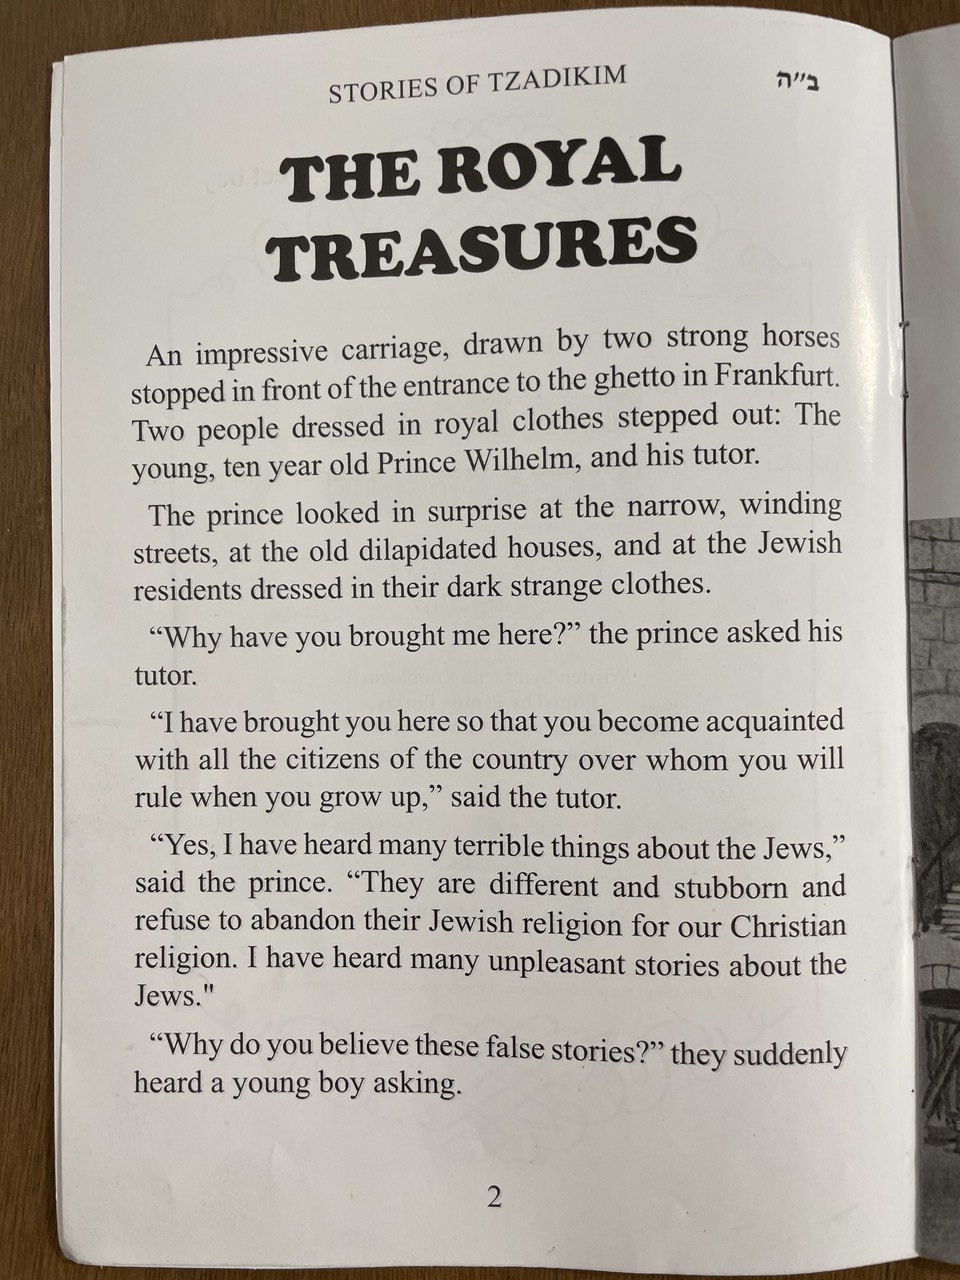 STORIES OF TZADIKIM
ב״ה
THE ROYAL
TREASURES
An impressive carriage, drawn by two strong horses
stopped in front of the entrance to the ghetto in Frankfurt.
Two people dressed in royal clothes stepped out: The
young, ten year old Prince Wilhelm, and his tutor.
The prince looked in surprise at the narrow, winding
streets, at the old dilapidated houses, and at the Jewish
residents dressed in their dark strange clothes.
“Why have you brought me here?” the prince asked his
tutor.
“I have brought you here so that you become acquainted
with all the citizens of the country over whom you will
rule when you grow up,” said the tutor.
“Yes, I have heard many terrible things about the Jews,”
said the prince. “They are different and stubborn and
refuse to abandon their Jewish religion for our Christian
religion. I have heard many unpleasant stories about the
Jews."
“Why do you believe these false stories?” they suddenly
heard a young boy asking.
2